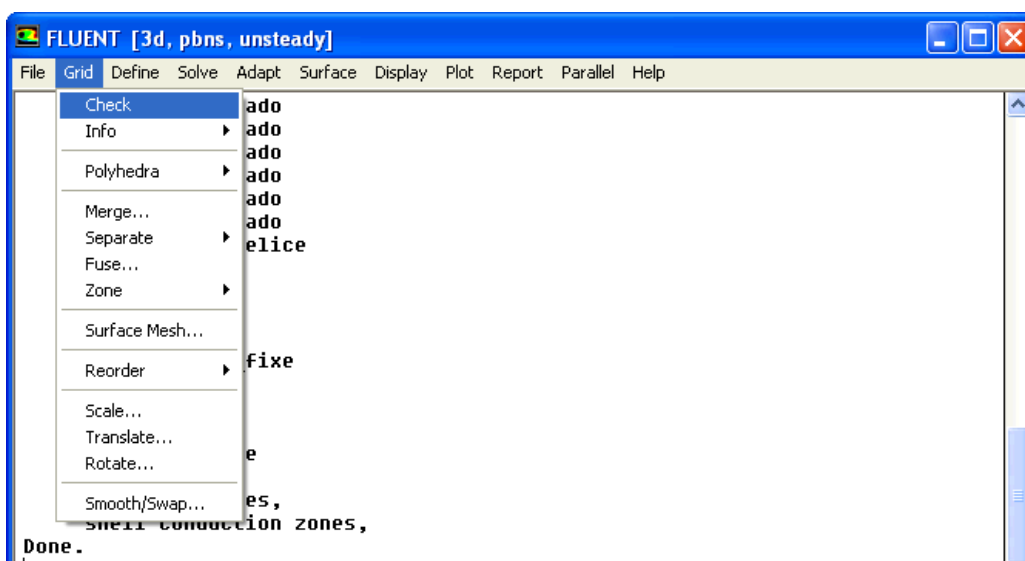 FLUENT [3d, pbns, unsteady]
File Grid Define Solve Adapt Surface Display Plot Report Parallel Help
Check
ado
Info
ado
ado
Polyhedra
ado
ado
Merge...
ado
Separate
elice
Fuse...
Zone
Surface Mesh...
fixe
Reorder
Scale...
Translate...
e
Rotate...
Smooth/Swap...
es,
shell conduction zones,
Done.